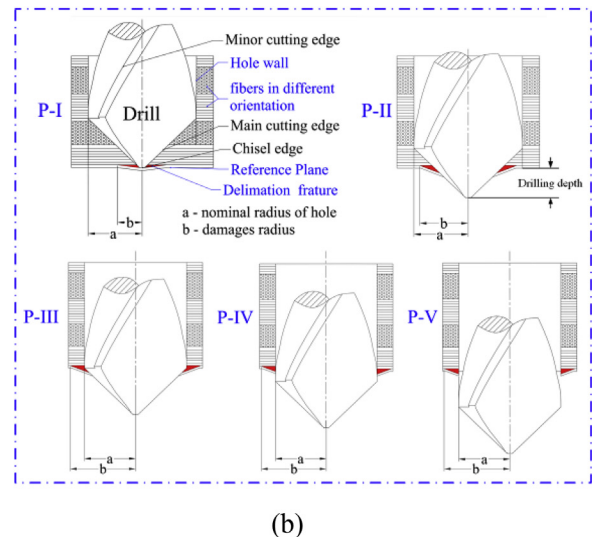 Minor cutting edge
Hole wall
fibers in different
orientation
P-I
Drill
Main cutting edge
Chisel edge
Reference Plane
Delimation frature
a - nominal radius of hole
b - damages radius
b
a
P-II
Drilling depth
b
a
P-III
a
b
P-IV
a
b
P-V
a
b
(b)